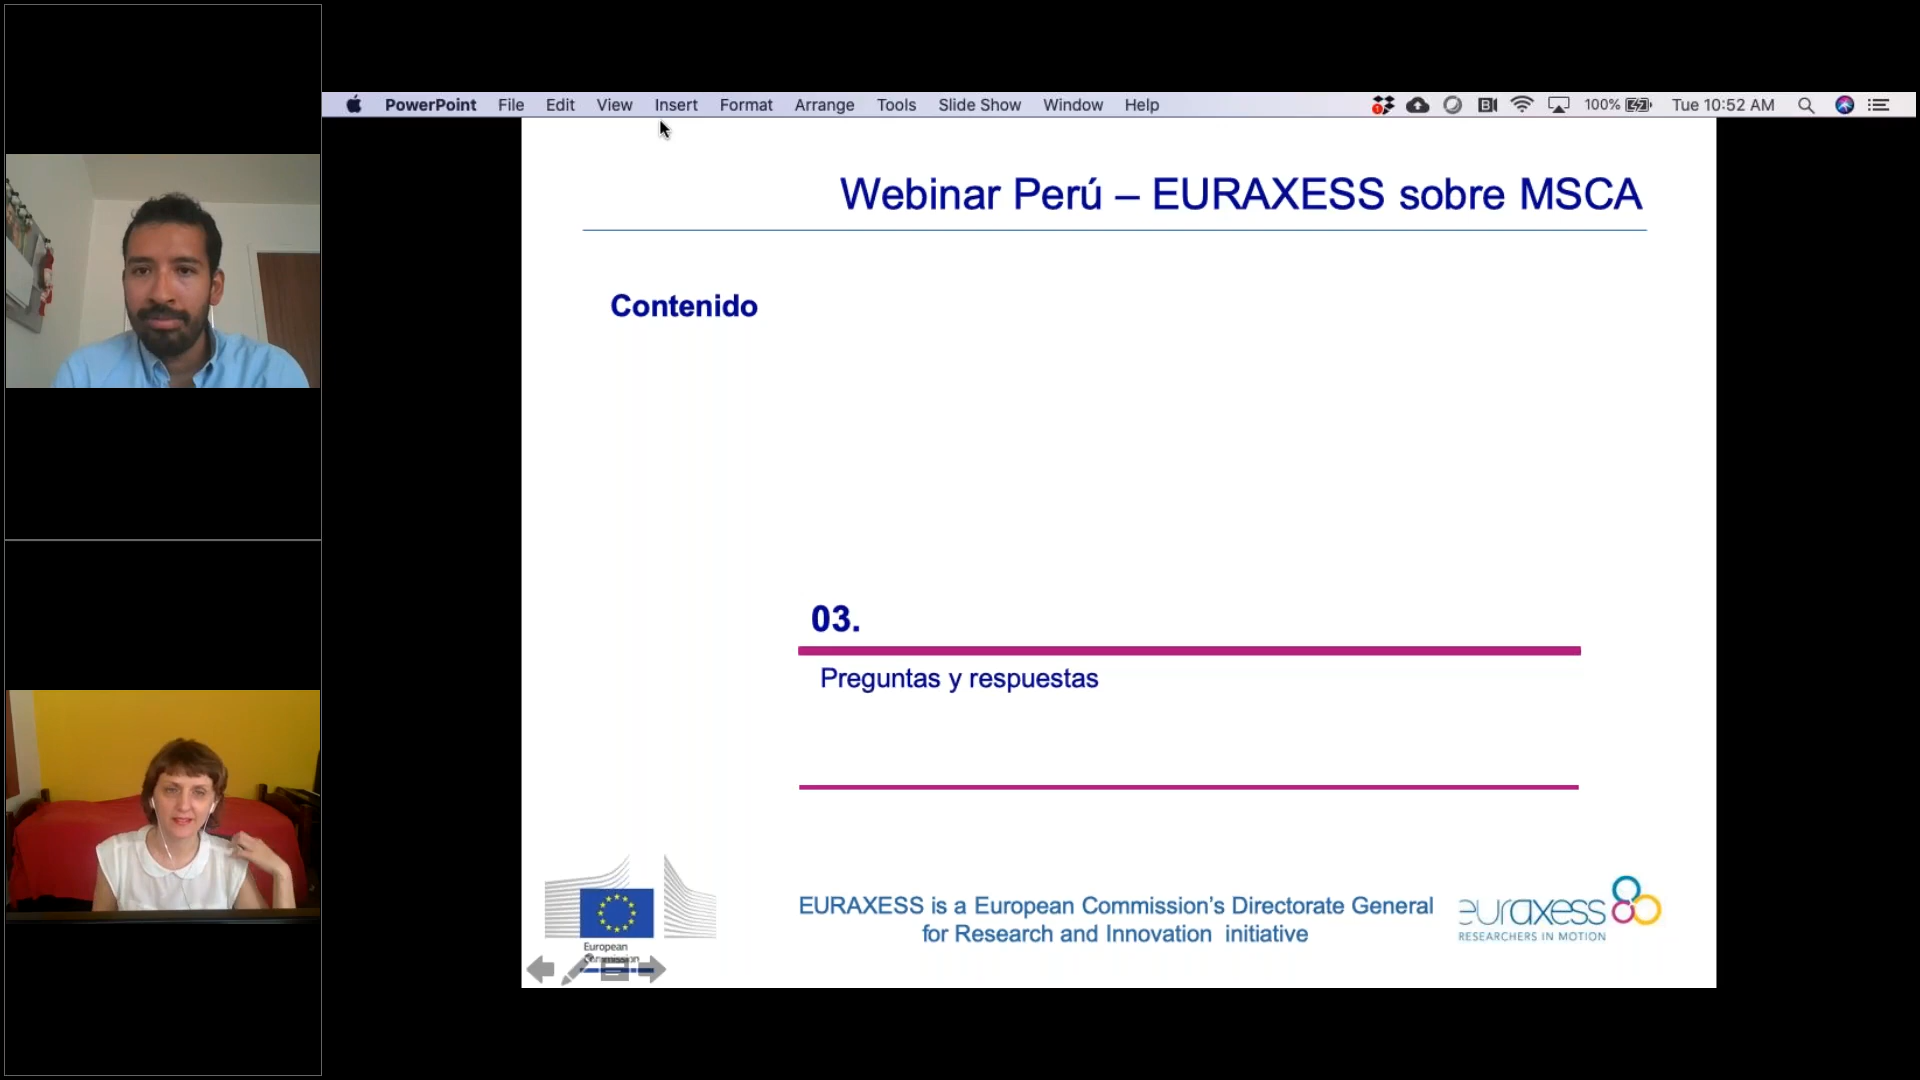 PowerPoint File Edit View Insert Format Arrange Tools Slide Show Window Help 100% Tue 10:52 AM
Webinar Perú – EURAXESS sobre MSCA
Contenido
03.
Preguntas y respuestas
EURAXESS is a European Commission's Directorate General
for Research and Innovation initiative
European
Commission
euraxess
RESEARCHERS IN MOTION